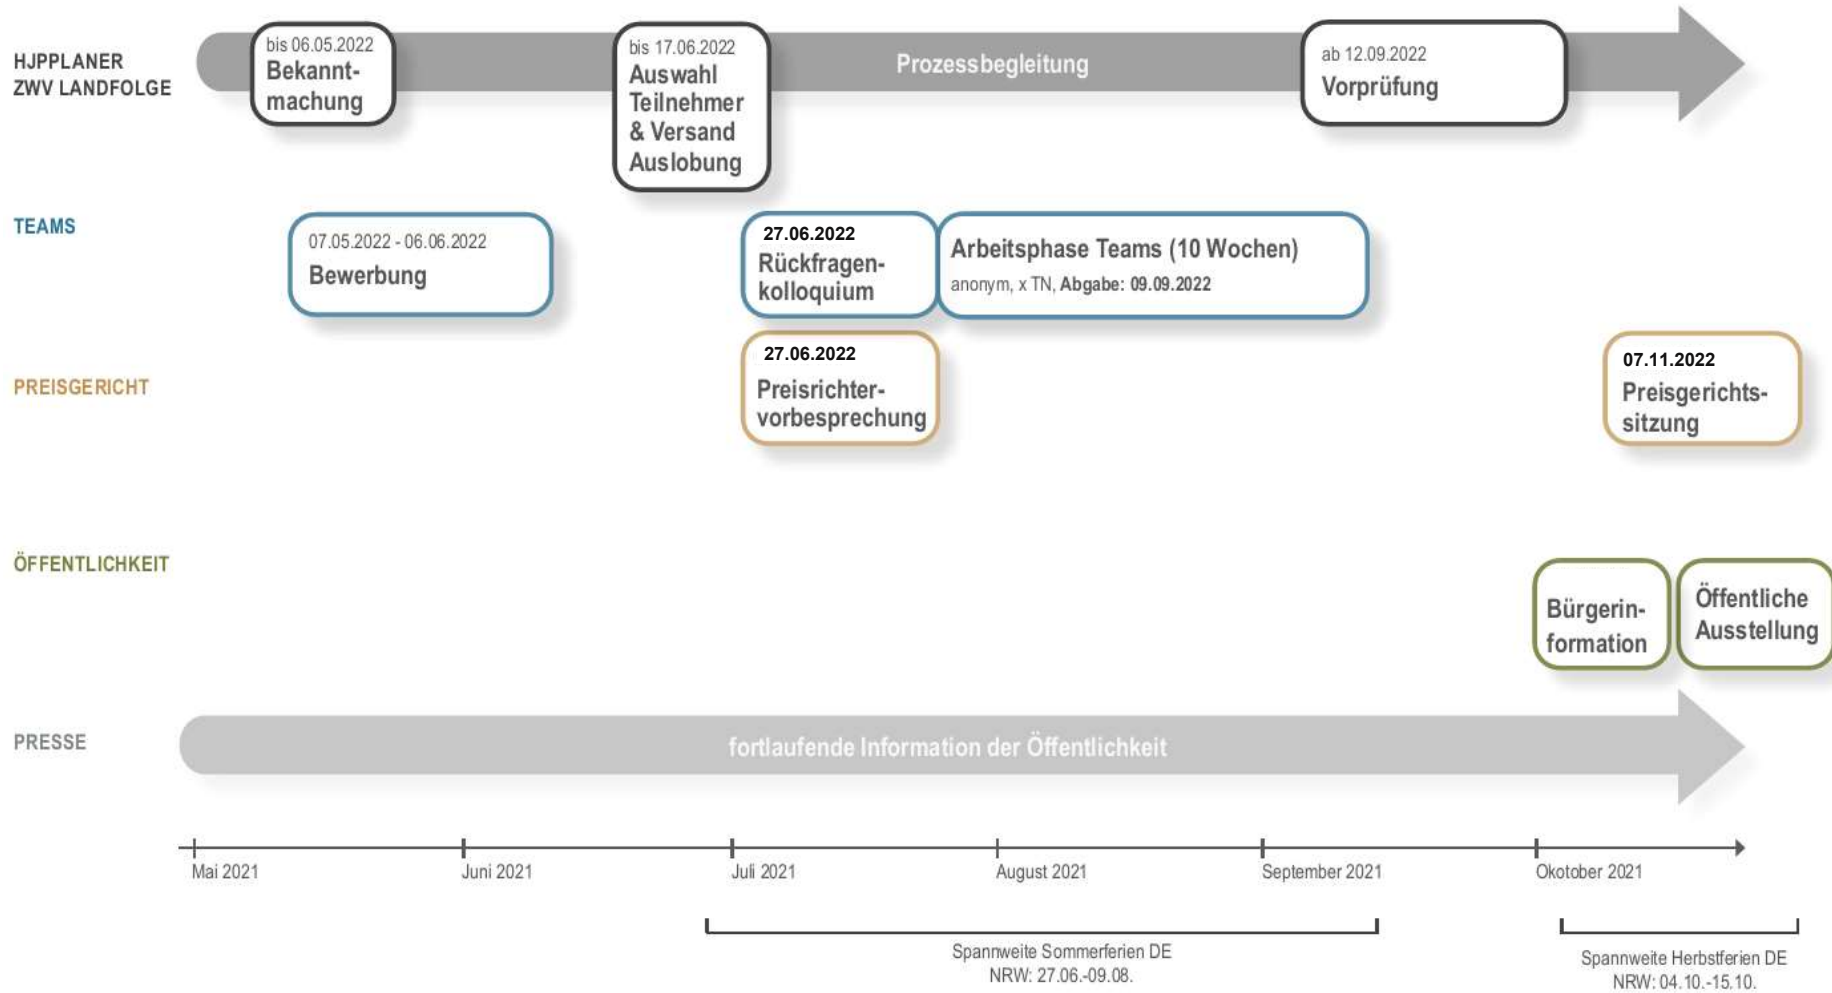 HJPPLANER
ZWV LANDFOLGE
bis 06.05.2022
Bekannt-
machung
bis 17.06.2022
Auswahl
Teilnehmer
& Versand
Auslobung
Prozessbegleitung
ab 12.09.2022
Vorprüfung
TEAMS
07.05.2022 - 06.06.2022
Bewerbung
27.06.2022
Rückfragen-
kolloquium
Arbeitsphase Teams (10 Wochen)
anonym, x TN, Abgabe: 09.09.2022
PREISGERICHT
27.06.2022
Preisrichter-
vorbesprechung
07.11.2022
Preisgerichts-
sitzung
ÖFFENTLICHKEIT
Bürgerin-
formation
Öffentliche
Ausstellung
PRESSE
fortlaufende Information der Öffentlichkeit
Mai 2021
Juni 2021
Juli 2021
August 2021
September 2021
Okotober 2021
Spannweite Sommerferien DE
NRW: 27.06.-09.08.
Spannweite Herbstferien DE
NRW: 04.10.-15.10.